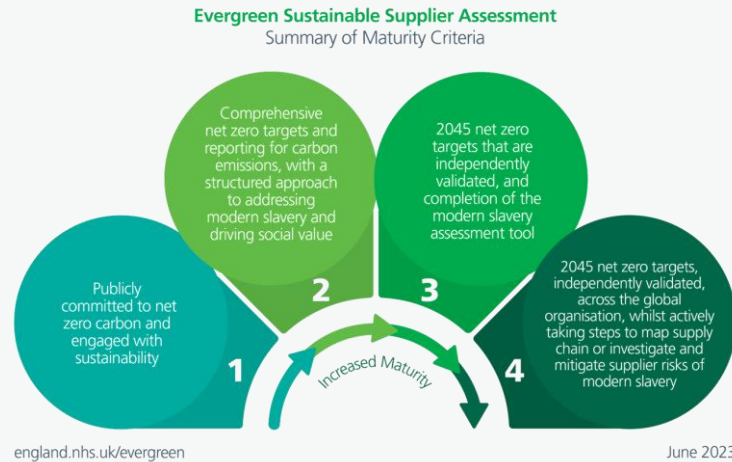 Evergreen Sustainable Supplier Assessment
Summary of Maturity Criteria
Publicly
committed to net
zero carbon and
engaged with
sustainability
1
Comprehensive
net zero targets and
reporting for carbon
emissions, with a
structured approach
to addressing
modern slavery and
driving social value
2
2045 net zero
targets that are
independently
validated, and
completion of the
modern slavery
assessment tool
3
2045 net zero targets,
independently validated,
across the global
organisation, whilst actively
taking steps to map supply
chain or investigate and
mitigate supplier risks of
modern slavery
4
Increased Maturity
england.nhs.uk/evergreen
June 2023